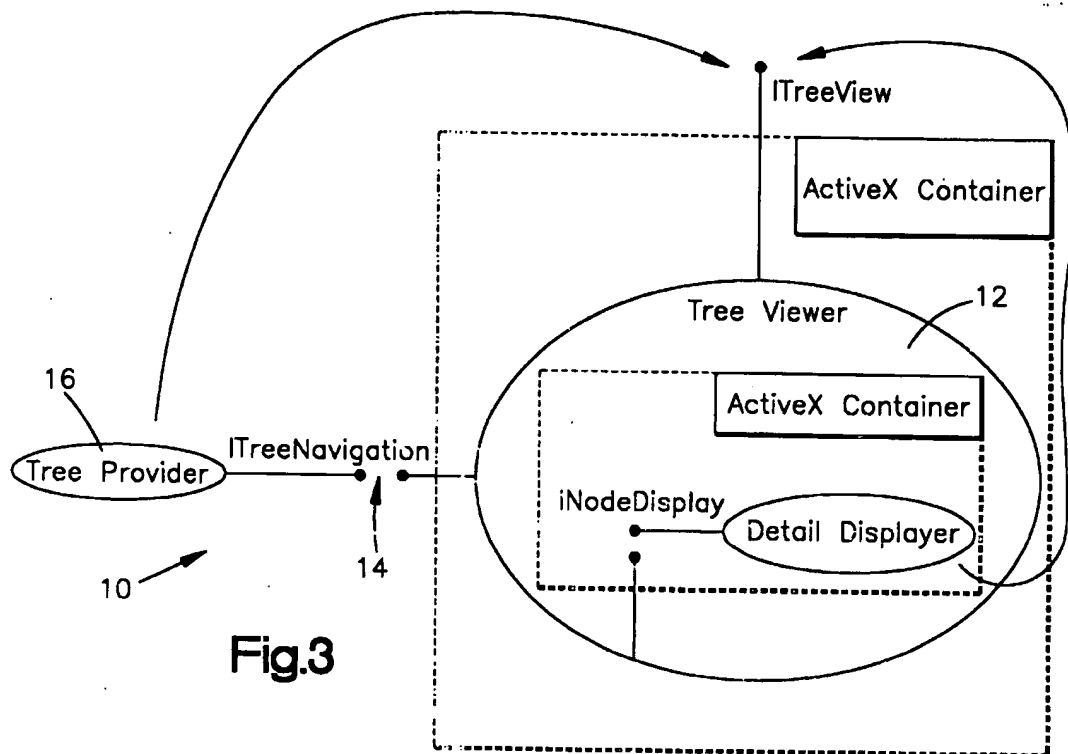 ITreeView
ActiveX Container
Tree Viewer
12
ActiveX Container
16
ITreeNavigation
Tree Provider
iNodeDisplay
Detail Displayer
14
10
Fig.3